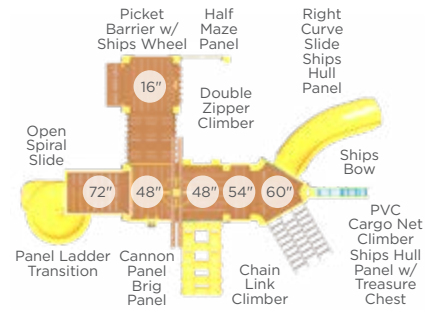 Picket
Barrier w/
Ships Wheel
Half
Maze
Panel
Right
Curve
Slide
Ships
Hull
Panel
16"
Double
Zipper
Climber
Open
Spiral
Slide
Ships
Bow
72"
48"
48"
54"
60"
Panel Ladder
Transition
Cannon
Panel
Brig
Panel
Chain
Link
Climber
PVC
Cargo Net
Climber
Ships Hull
Panel w/
Treasure
Chest